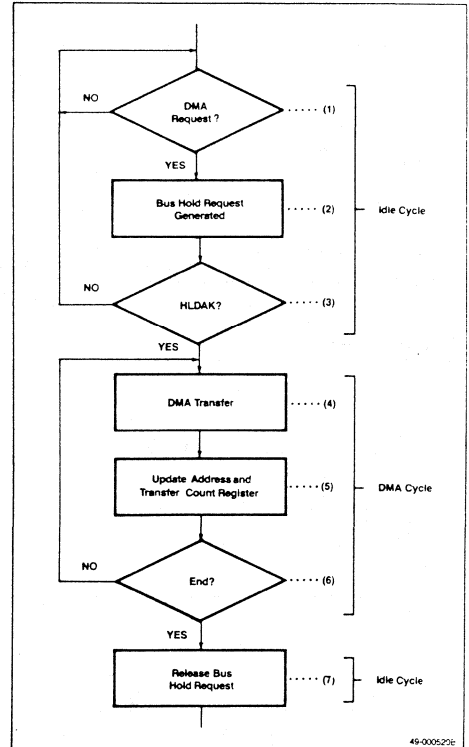 NO
DMA
Request?
(1)
YES
Bus Hold Request
Generated
(2)
Idle Cycle
NO
HLDAK?
(3)
YES
DMA Transfer
(4)
Update Address and
Transfer Count Register
(5)
DMA Cycle
NO
End?
(6)
YES
Release Bus
Hold Request
(7)
Idle Cycle